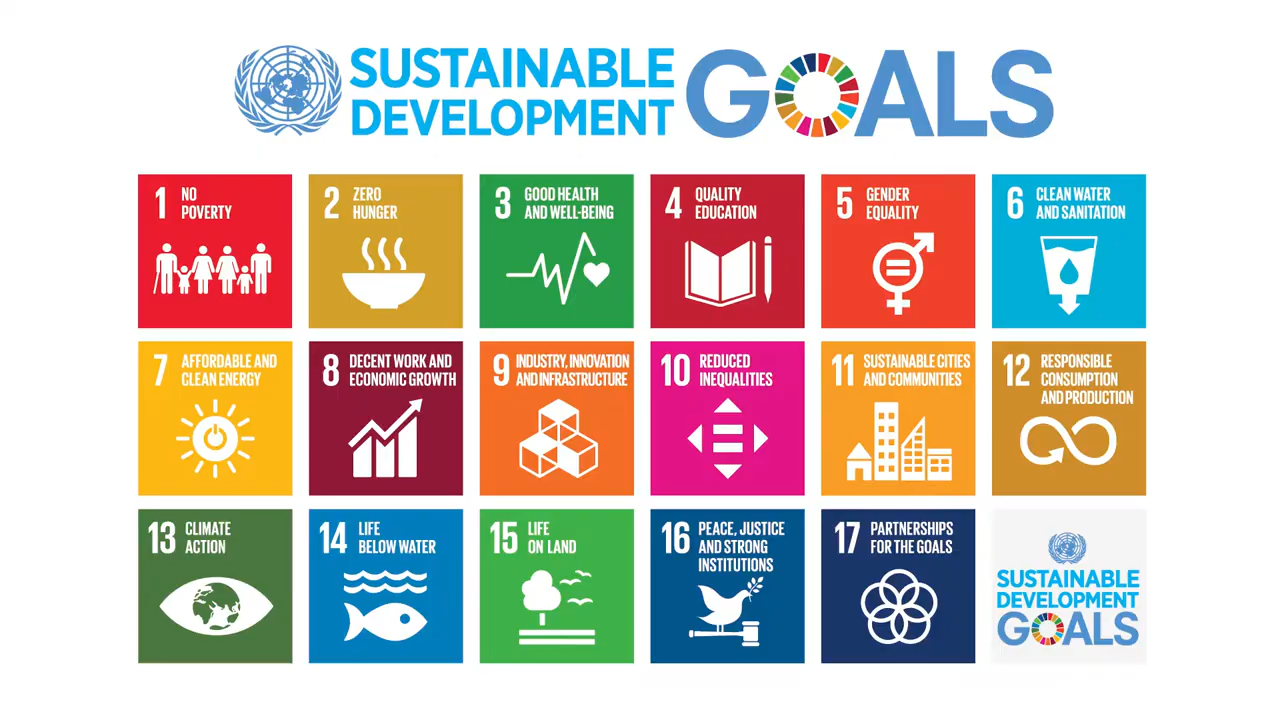 SUSTAINABLE
DEVELOPMENT
GOALS
1 NO
POVERTY
2 ZERO
HUNGER
3 GOOD HEALTH
AND WELL-BEING
4 QUALITY
EDUCATION
5 GENDER
EQUALITY
6 CLEAN WATER
AND SANITATION
7 AFFORDABLE AND
CLEAN ENERGY
8 DECENT WORK AND
ECONOMIC GROWTH
9 INDUSTRY, INNOVATION
AND INFRASTRUCTURE
10 REDUCED
INEQUALITIES
11 SUSTAINABLE CITIES
AND COMMUNITIES
12 RESPONSIBLE
CONSUMPTION
AND PRODUCTION
13 CLIMATE
ACTION
14 LIFE
BELOW WATER
15 LIFE
ON LAND
16 PEACE, JUSTICE
AND STRONG
INSTITUTIONS
17 PARTNERSHIPS
FOR THE GOALS
SUSTAINABLE
DEVELOPMENT
GOALS